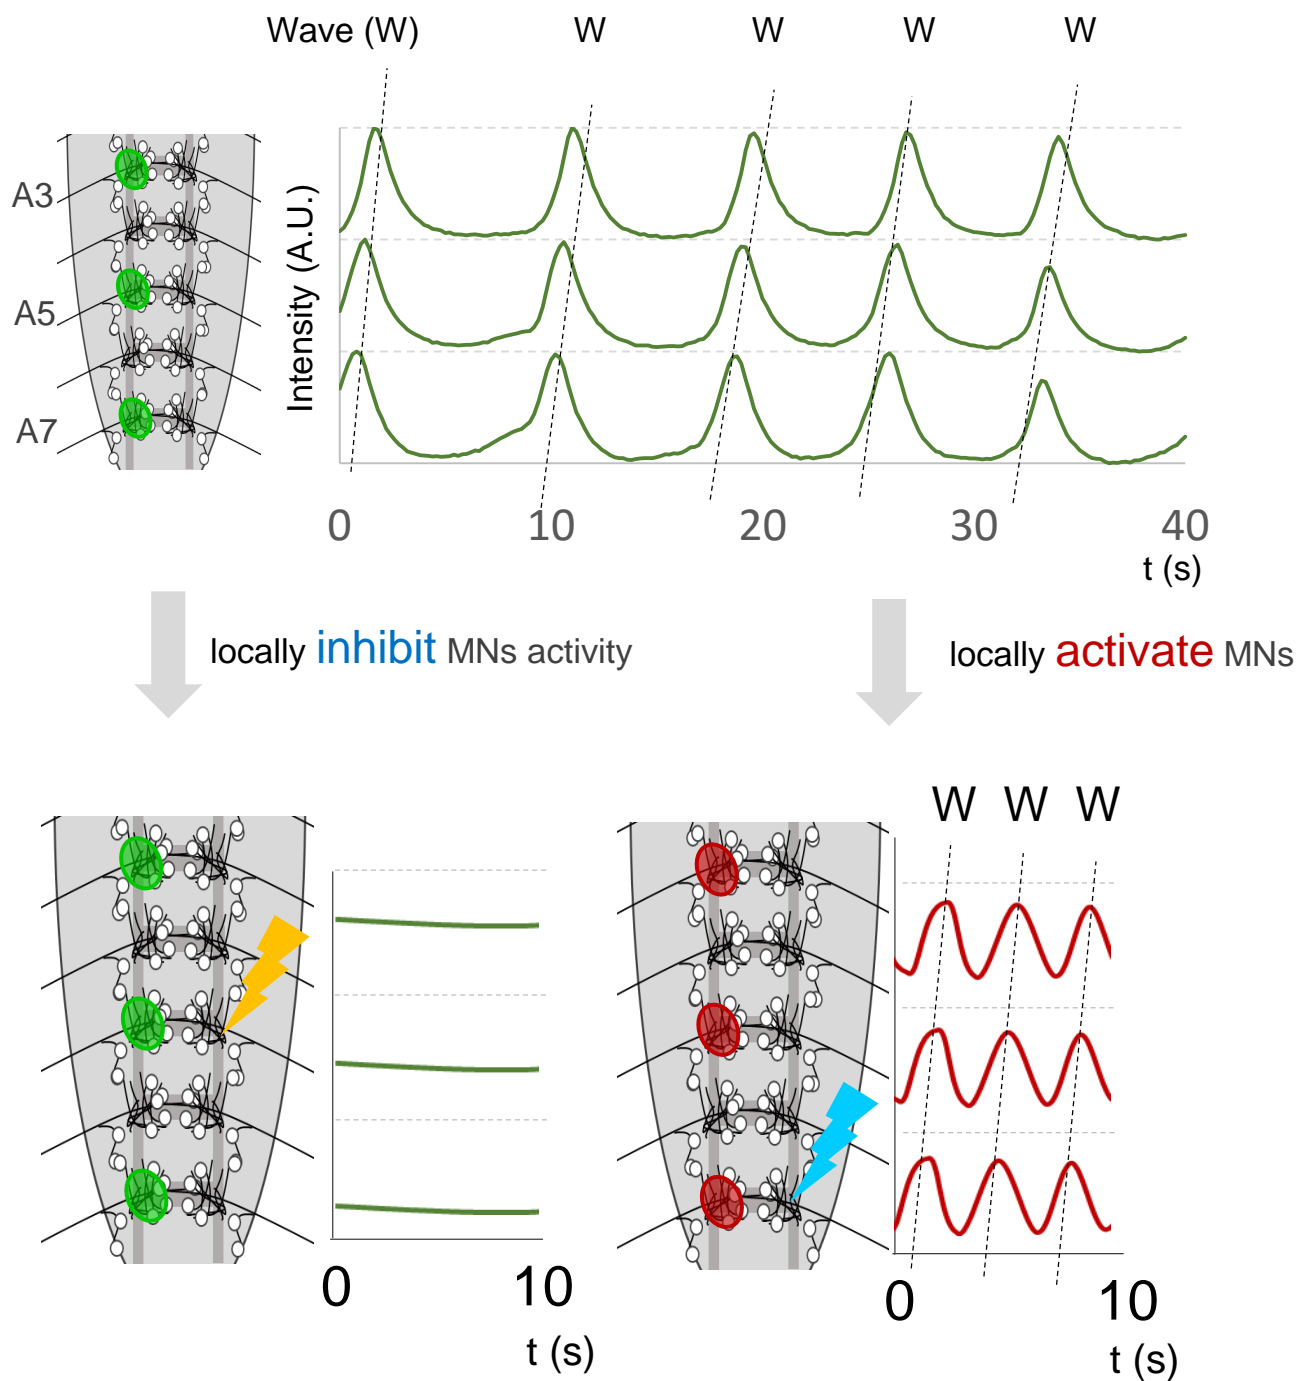 Wave (W) W W W W
A3
A5
A7
Intensity (A.U.)
0 10 20 30 40
t (s)
locally inhibit MNs activity
locally activate MNs
W W W
0 10
t (s)
0 10
t (s)